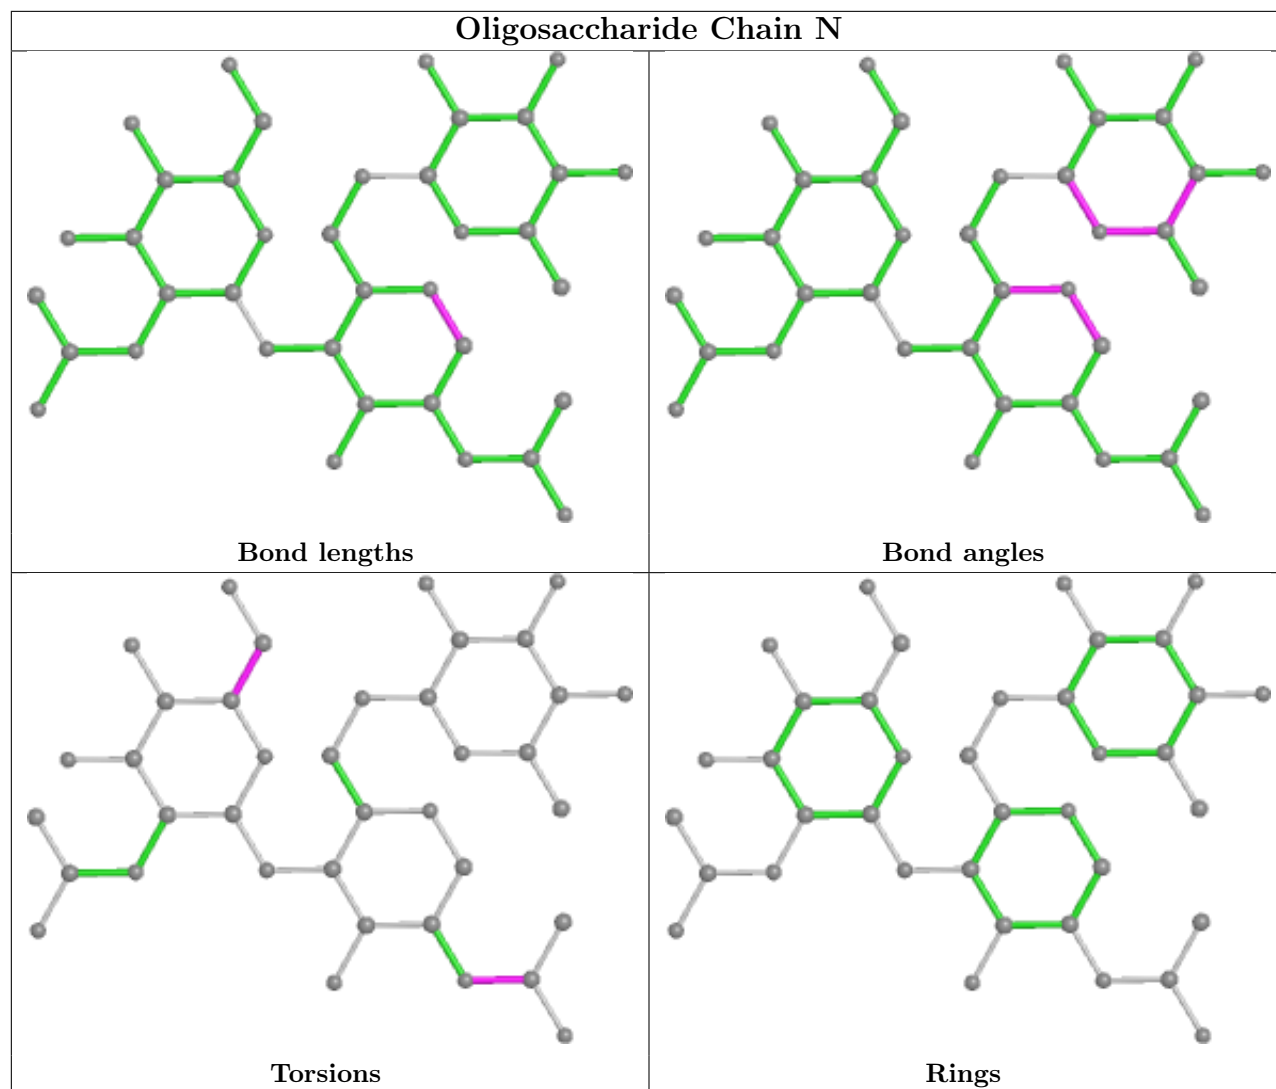 Oligosaccharide Chain N
Bond lengths
Bond angles
Torsions
Rings